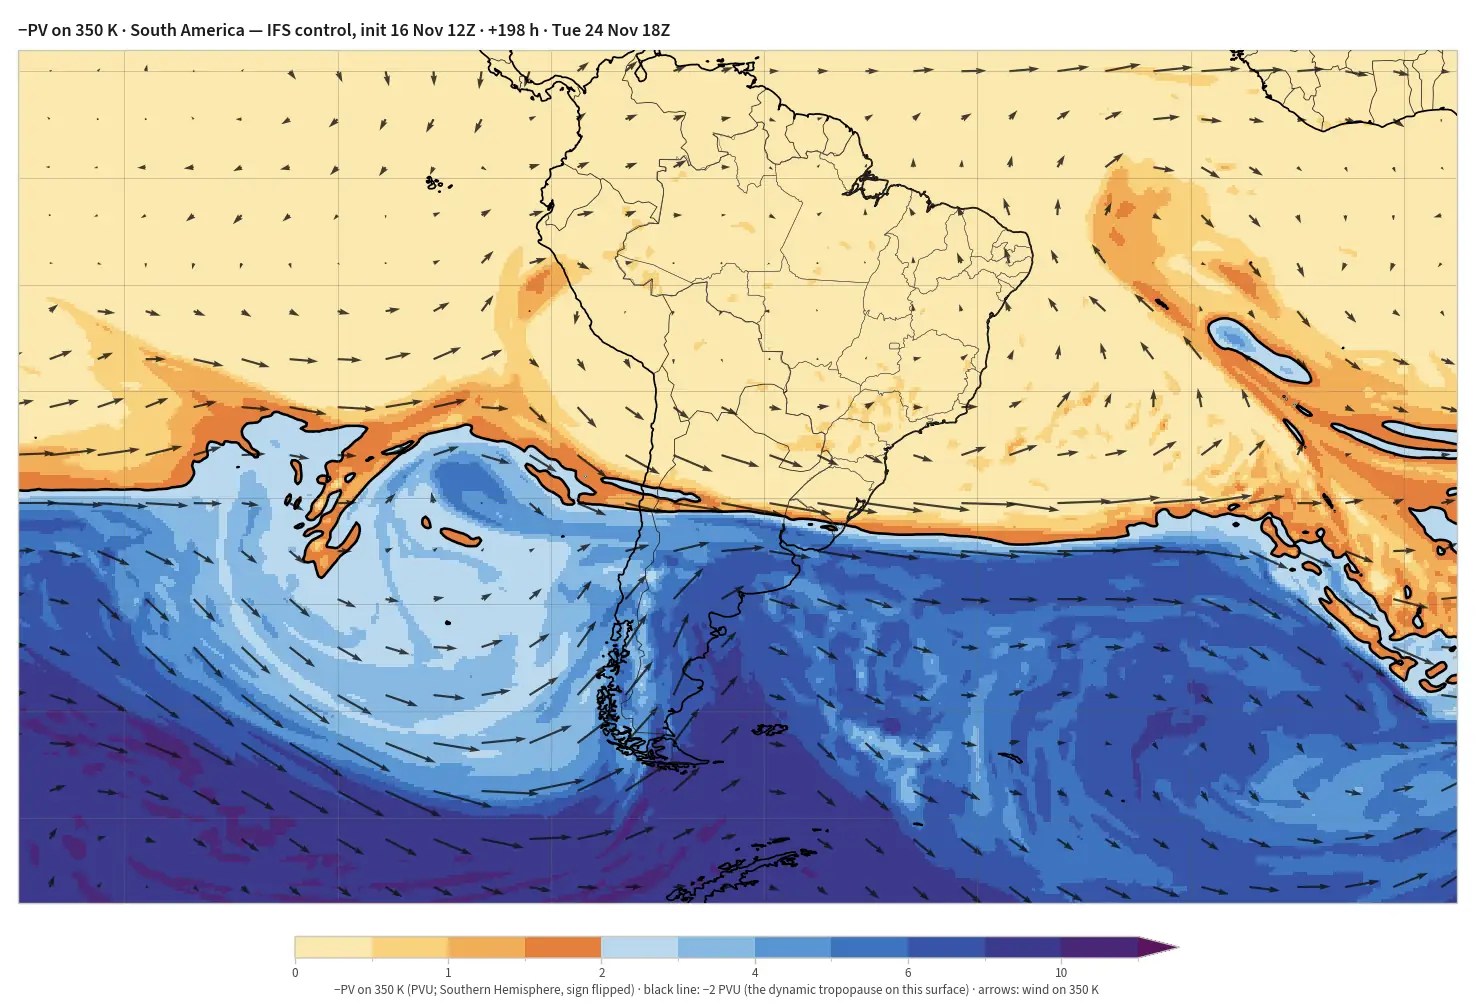 −PV on 350 K · South America — IFS control, init 16 Nov 12Z · +198 h · Tue 24 Nov 18Z
0 1 2 4 6 10
−PV on 350 K (PVU; Southern Hemisphere, sign flipped) · black line: −2 PVU (the dynamic tropopause on this surface) · arrows: wind on 350 K